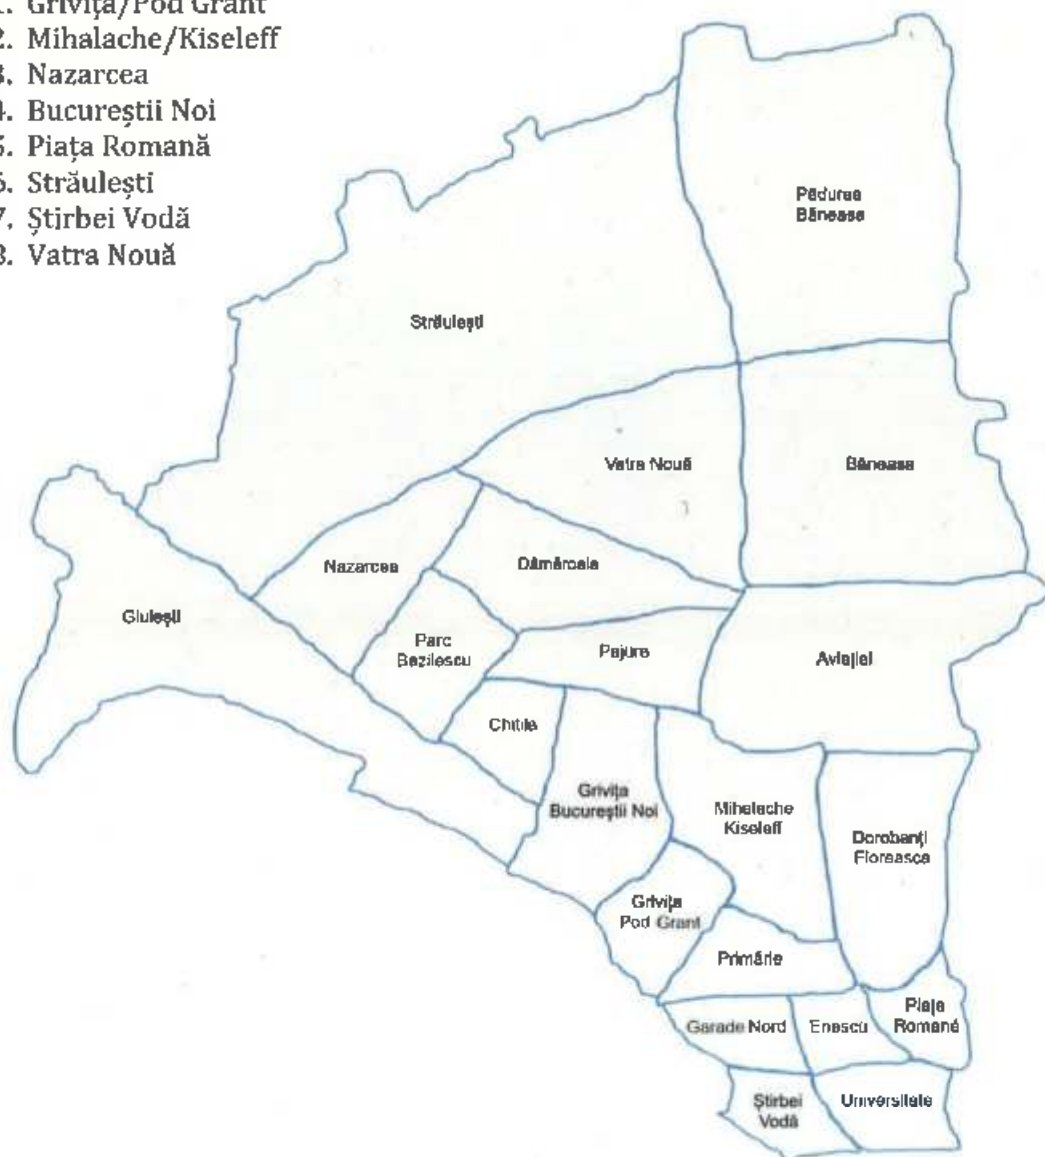 1. Grivița/Pod Grant
2. Mihalache/Kiseleff
3. Nazarcea
4. Bucureștii Noi
5. Piața Romană
6. Străulești
7. Știrbei Vodă
8. Vatra Nouă
Pădurea
Băneasa
Străulești
Vatra Nouă
Băneasa
Nazarcea
Dămăroaia
Giulești
Parc
Bazilescu
Pajura
Aviației
Chitila
Grivița
Bucureștii Noi
Mihalache
Kiseleff
Dorobanți
Floreasca
Grivița
Pod Grant
Primărie
Garade Nord
Enescu
Piața
Romană
Știrbei
Vodă
Universitate